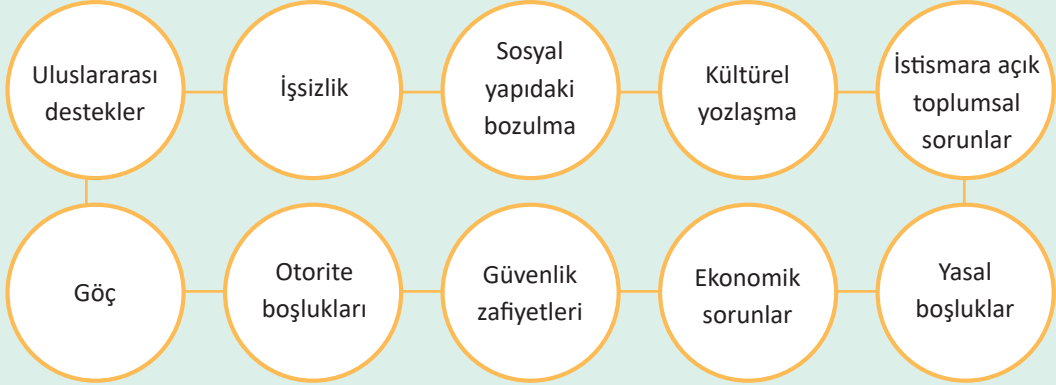 Uluslararası
destekler
İşsizlik
Sosyal
yapıdaki
bozulma
Kültürel
yozlaşma
İstismara açık
toplumsal
sorunlar
Göç
Otorite
boşlukları
Güvenlik
zafiyetleri
Ekonomik
sorunlar
Yasal
boşluklar